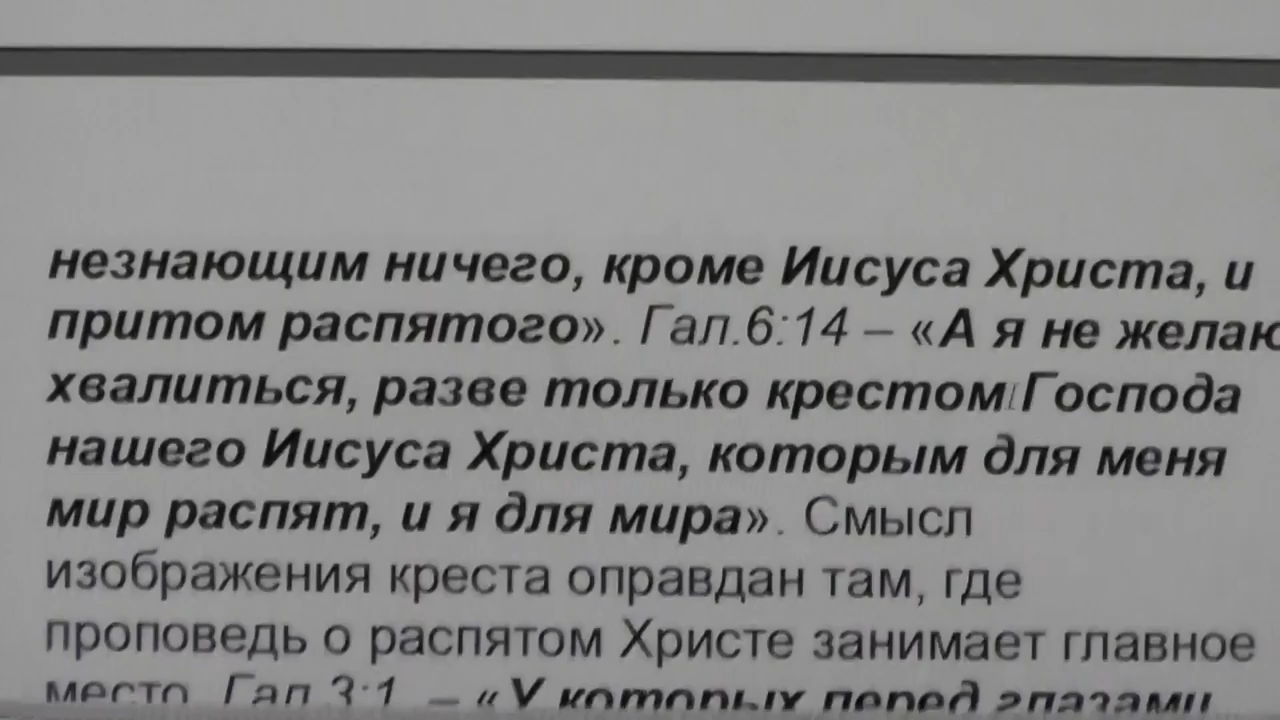 незнающим ничего, кроме Иисуса Христа, и
притом распятого». Гал.6:14 – «А я не желаю
хвалиться, разве только крестом Господа
нашего Иисуса Христа, которым для меня
мир распят, и я для мира». Смысл
изображения креста оправдан там, где
проповедь о распятом Христе занимает главное
место. Гал.3:1 – «У которых перед глазами